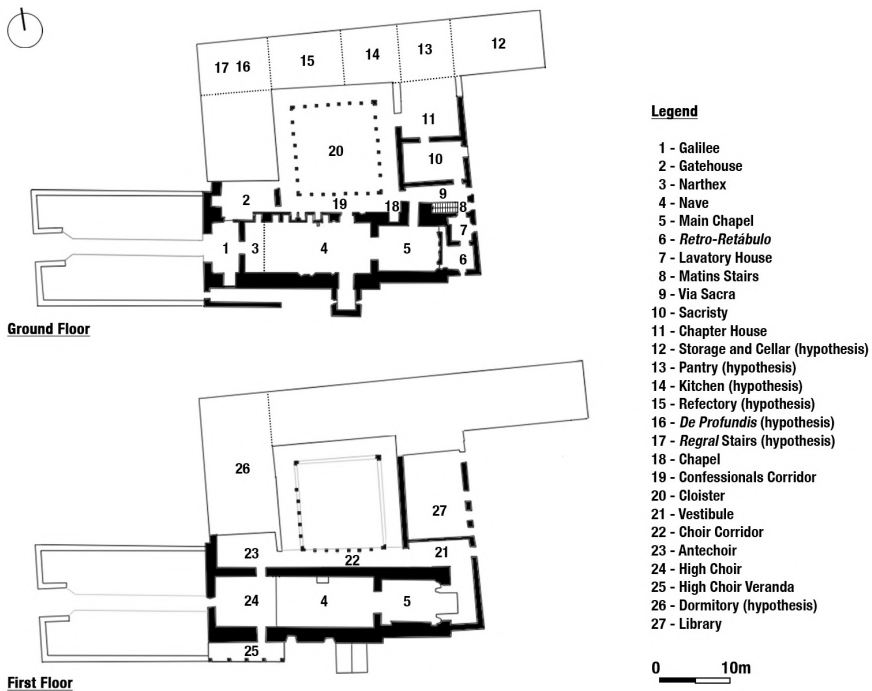 12
13
14
15
17 16
11
20
10
9
2
19
18
8
7
1
3
4
5
6
Ground Floor
26
27
23
22
21
24
4
5
25
First Floor
Legend
1 - Galilee
2 - Gatehouse
3 - Narthex
4 - Nave
5 - Main Chapel
6 - Retro-Retábulo
7 - Lavatory House
8 - Matins Stairs
9 - Via Sacra
10 - Sacristy
11 - Chapter House
12 - Storage and Cellar (hypothesis)
13 - Pantry (hypothesis)
14 - Kitchen (hypothesis)
15 - Refectory (hypothesis)
16 - De Profundis (hypothesis)
17 - Regral Stairs (hypothesis)
18 - Chapel
19 - Confessionals Corridor
20 - Cloister
21 - Vestibule
22 - Choir Corridor
23 - Antechoir
24 - High Choir
25 - High Choir Veranda
26 - Dormitory (hypothesis)
27 - Library
0 10m